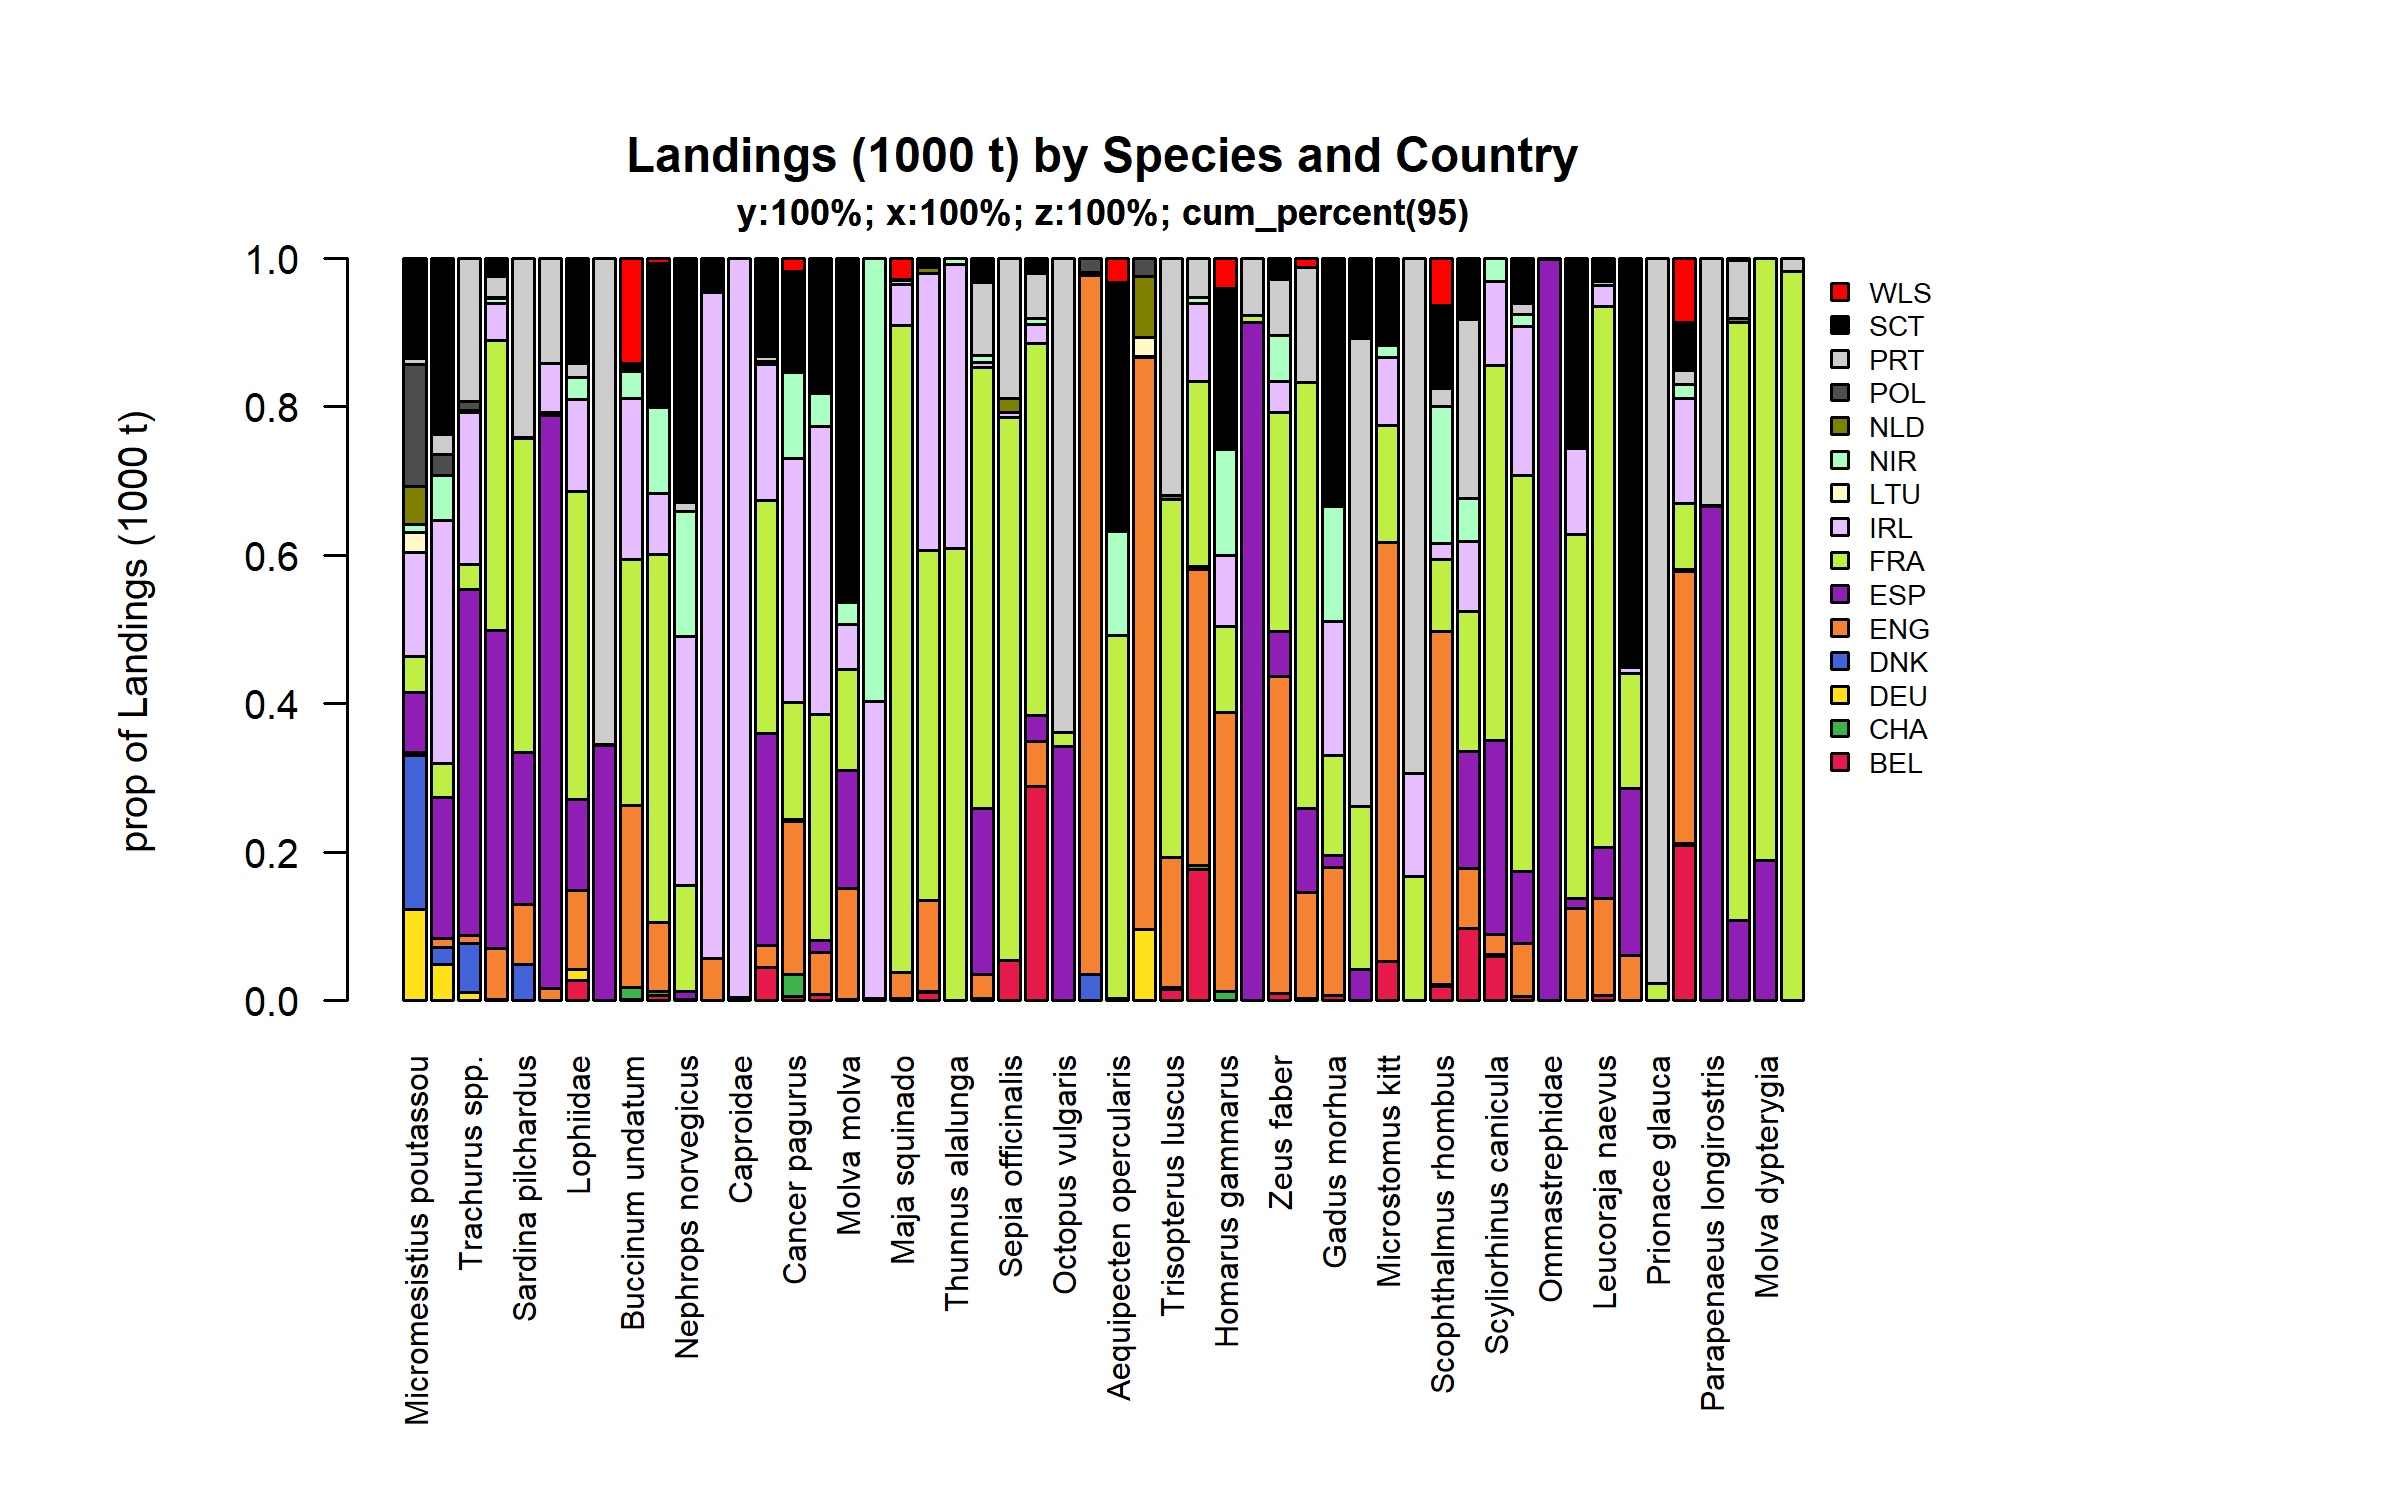 Landings (1000 t) by Species and Country
y:100%; x:100%; z:100%; cum_percent(95)
prop of Landings (1000 t)
1.0
0.8
0.6
0.4
0.2
0.0
WLS
SCT
PRT
POL
NLD
NIR
LTU
IRL
FRA
ESP
ENG
DNK
DEU
CHA
BEL
Micromesistius poutassou
Trachurus spp.
Sardina pilchardus
Lophiidae
Buccinum undatum
Nephrops norvegicus
Caproidae
Cancer pagurus
Molva molva
Maja squinado
Thunnus alalunga
Sepia officinalis
Octopus vulgaris
Aequipecten opercularis
Trisopterus luscus
Homarus gammarus
Zeus faber
Gadus morhua
Microstomus kitt
Scophthalmus rhombus
Scyliorhinus canicula
Ommastrephidae
Leucoraja naevus
Prionace glauca
Parapenaeus longirostris
Molva dypterygia